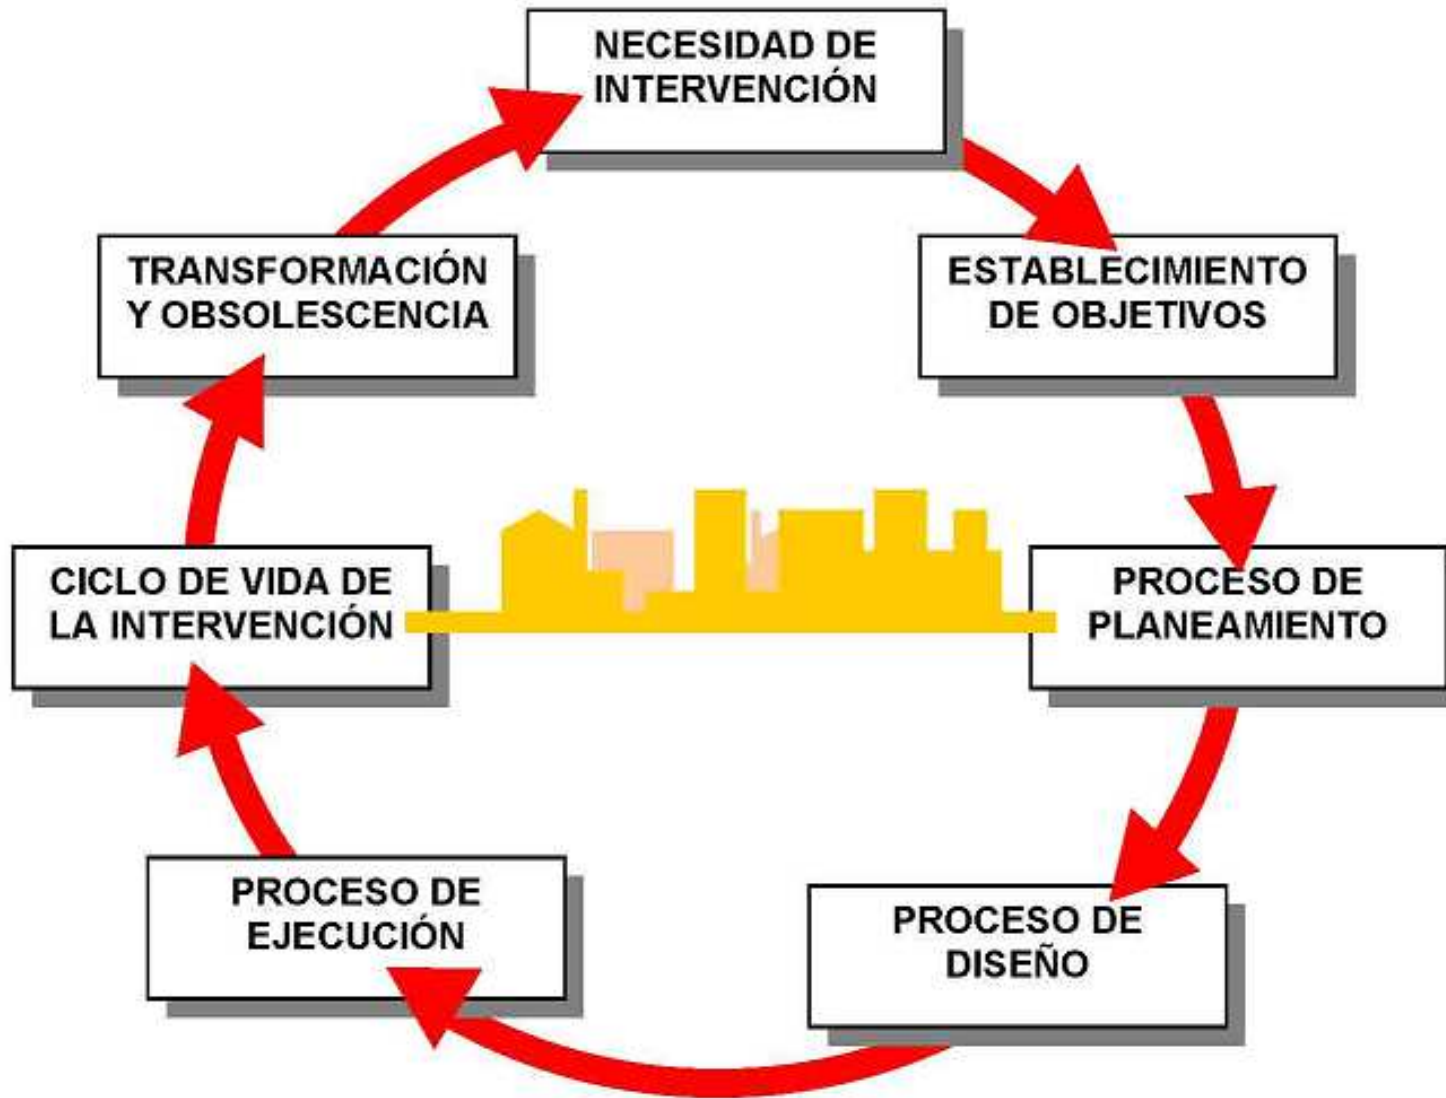 NECESIDAD DE
INTERVENCIÓN
ESTABLECIMIENTO
DE OBJETIVOS
PROCESO DE
PLANEAMIENTO
PROCESO DE
DISEÑO
PROCESO DE
EJECUCIÓN
CICLO DE VIDA DE
LA INTERVENCIÓN
TRANSFORMACIÓN
Y OBSOLESCENCIA